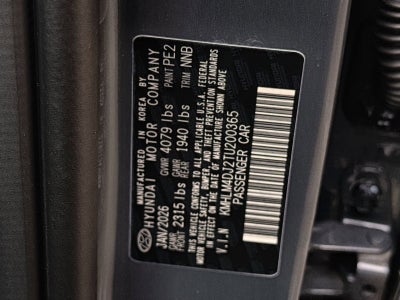 MANUFACTURED IN KOREA BY
HYUNDAI MOTOR COMPANY
JAN/2026 GVWR 4079 lbs PAINT PE2
GAWR FRONT 2315 lbs GAWR REAR 1940 lbs TRIM NNB
THIS VEHICLE CONFORMS TO ALL APPLICABLE U.S.A. FEDERAL
MOTOR VEHICLE SAFETY, BUMPER, AND THEFT PREVENTION STANDARDS
IN EFFECT ON THE DATE OF MANUFACTURE SHOWN ABOVE
V.I.N KMHLM4DJ2TU200365
PASSENGER CAR